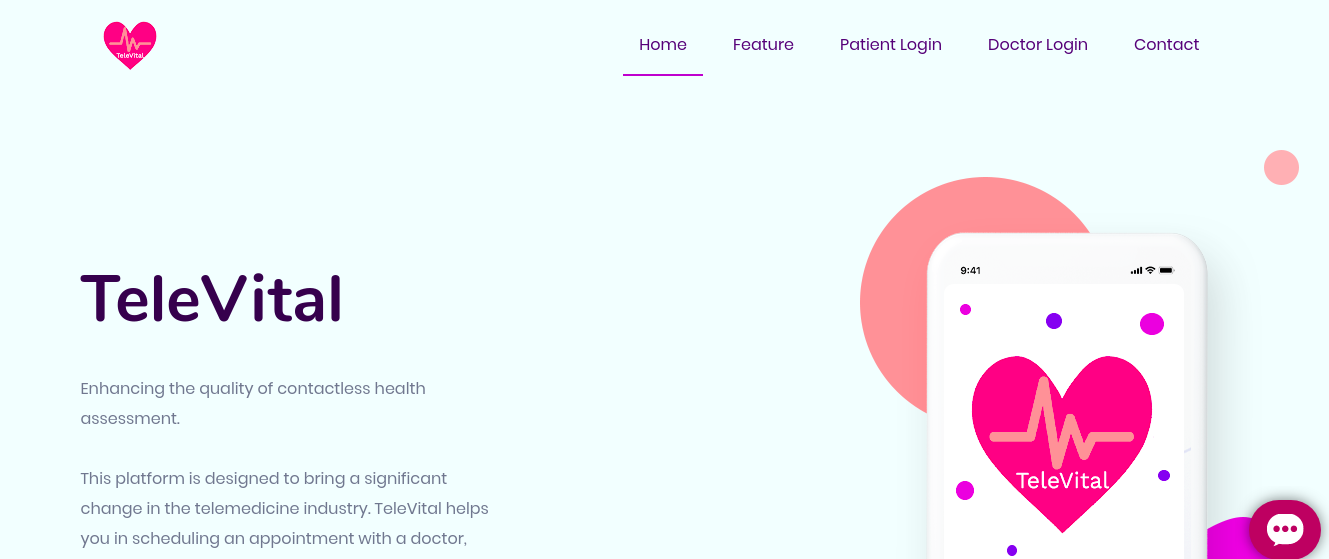 TeleVital
Home Feature Patient Login Doctor Login Contact
TeleVital
Enhancing the quality of contactless health
assessment.
This platform is designed to bring a significant
change in the telemedicine industry. TeleVital helps
you in scheduling an appointment with a doctor,
9:41
TeleVital